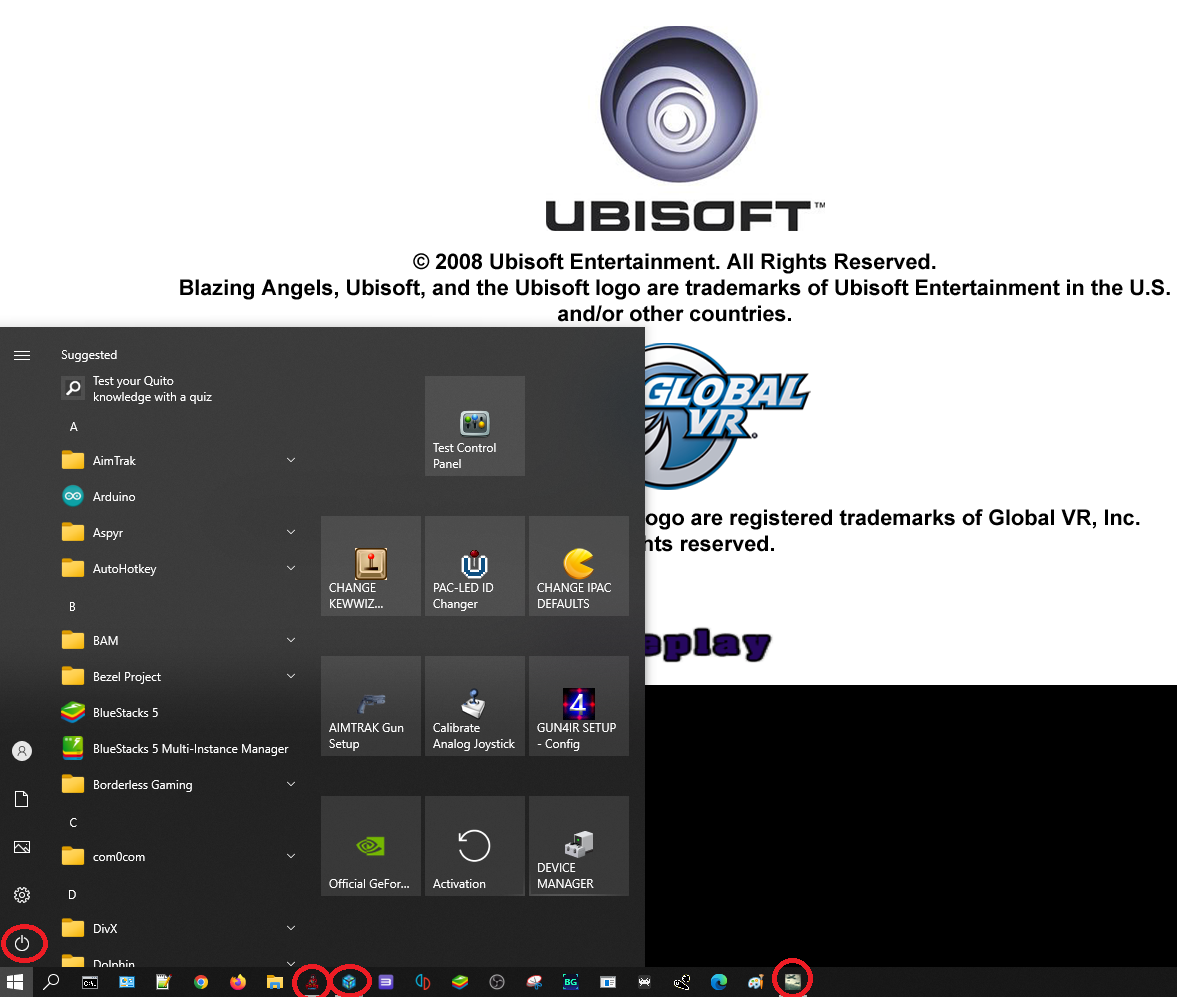 UBISOFT™
© 2008 Ubisoft Entertainment. All Rights Reserved.
Blazing Angels, Ubisoft, and the Ubisoft logo are trademarks of Ubisoft Entertainment in the U.S.
and/or other countries.
GLOBAL
VR®
ogo are registered trademarks of Global VR, Inc.
hts reserved.
eplay
Suggested
Test your Quito
knowledge with a quiz
A
AimTrak
Arduino
Aspyr
AutoHotkey
B
BAM
Bezel Project
BlueStacks 5
BlueStacks 5 Multi-Instance Manager
Borderless Gaming
C
com0com
D
DivX
Dolphin
Test Control
Panel
CHANGE
KEWWIZ...
PAC-LED ID
Changer
CHANGE IPAC
DEFAULTS
AIMTRAK Gun
Setup
Calibrate
Analog Joystick
4
GUN4IR SETUP
- Config
Official GeFor...
Activation
DEVICE
MANAGER
BG